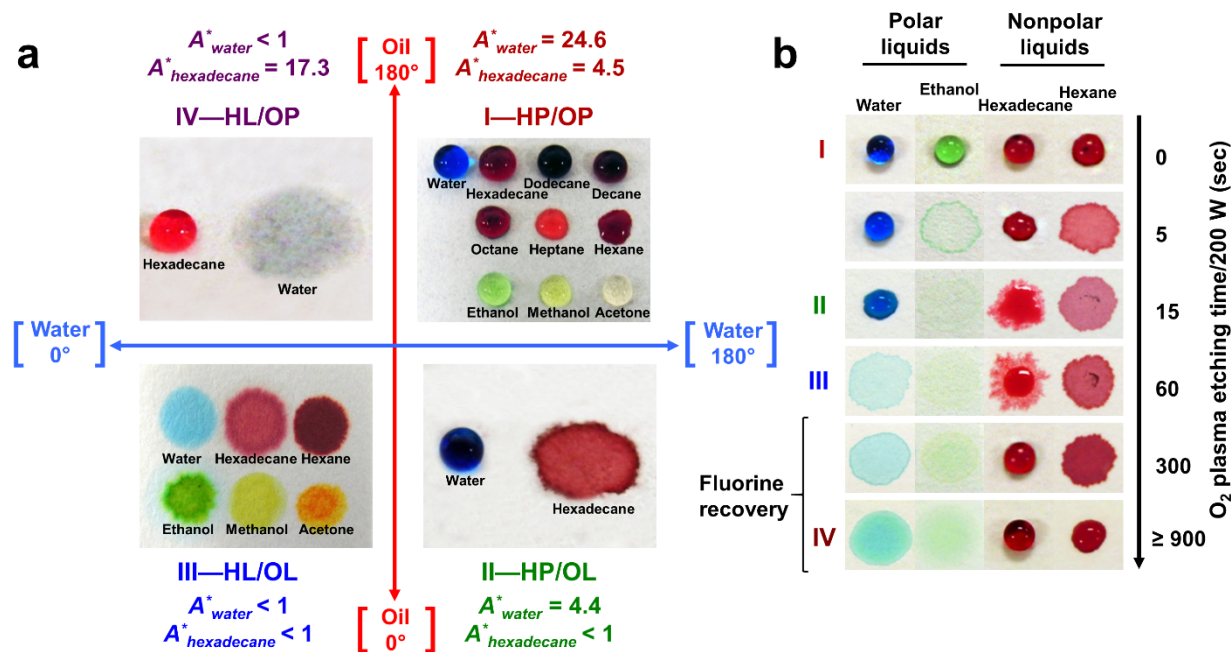 a
A*water < 1
A*hexadecane = 17.3
[ Oil 180° ]
A*water = 24.6
A*hexadecane = 4.5
IV—HL/OP
I—HP/OP
Hexadecane
Water
Water
Hexadecane
Dodecane
Decane
Octane
Heptane
Hexane
Ethanol
Methanol
Acetone
[ Water 0° ]
[ Water 180° ]
Water
Hexadecane
Hexane
Ethanol
Methanol
Acetone
Water
Hexadecane
III—HL/OL
II—HP/OL
A*water < 1
A*hexadecane < 1
[ Oil 0° ]
A*water = 4.4
A*hexadecane < 1
b
Polar
liquids
Nonpolar
liquids
Water
Ethanol
Hexadecane
Hexane
I
0
5
II
15
III
60
Fluorine
recovery
300
IV
≥ 900
O2 plasma etching time/200 W (sec)